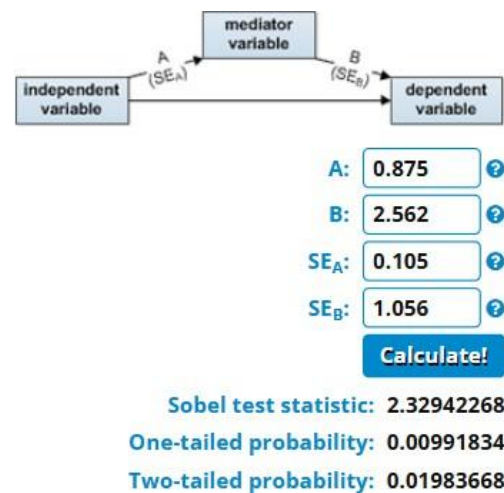 mediator
variable
A
(SEA)
B
(SEB)
independent
variable
dependent
variable
A: 0.875 ?
B: 2.562 ?
SEA: 0.105 ?
SEB: 1.056 ?
Calculate!
Sobel test statistic: 2.32942268
One-tailed probability: 0.00991834
Two-tailed probability: 0.01983668